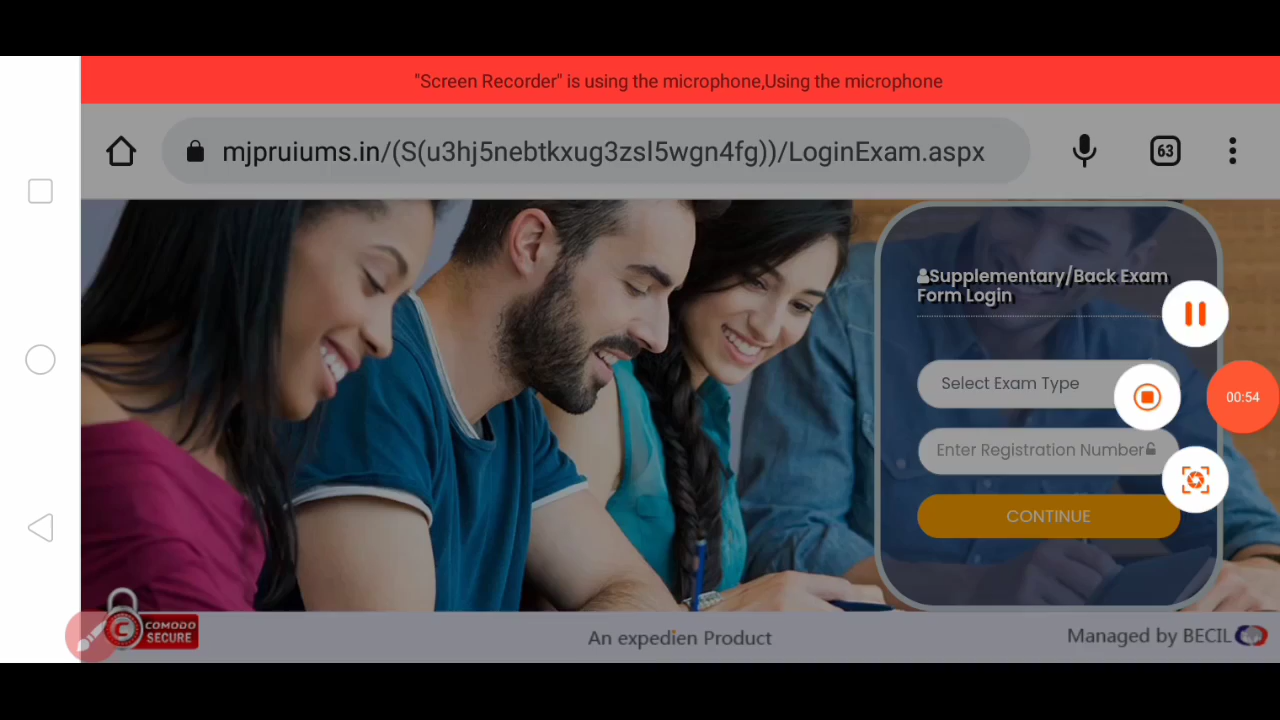 "Screen Recorder" is using the microphone,Using the microphone
mjpruiums.in/(S(u3hj5nebtkxug3zsl5wgn4fg))/LoginExam.aspx
63
Supplementary/Back Exam
Form Login
Select Exam Type
00:54
Enter Registration Number
CONTINUE
C COMODO
SECURE
An expedien Product
Managed by BECIL